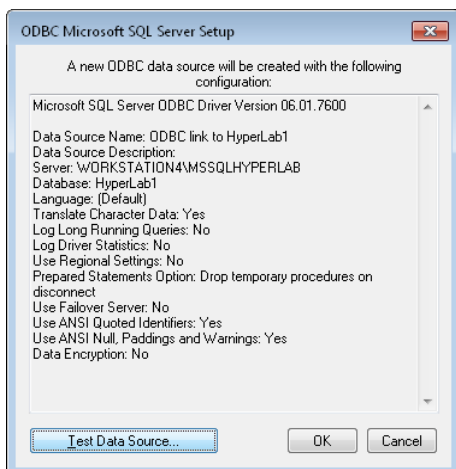 ODBC Microsoft SQL Server Setup
A new ODBC data source will be created with the following
configuration:
Microsoft SQL Server ODBC Driver Version 06.01.7600
Data Source Name: ODBC link to HyperLab1
Data Source Description:
Server: WORKSTATION4\MSSQLHYPERLAB
Database: HyperLab1
Language: (Default)
Translate Character Data: Yes
Log Long Running Queries: No
Log Driver Statistics: No
Use Regional Settings: No
Prepared Statements Option: Drop temporary procedures on
disconnect
Use Failover Server: No
Use ANSI Quoted Identifiers: Yes
Use ANSI Null, Paddings and Warnings: Yes
Data Encryption: No
Test Data Source...
OK
Cancel